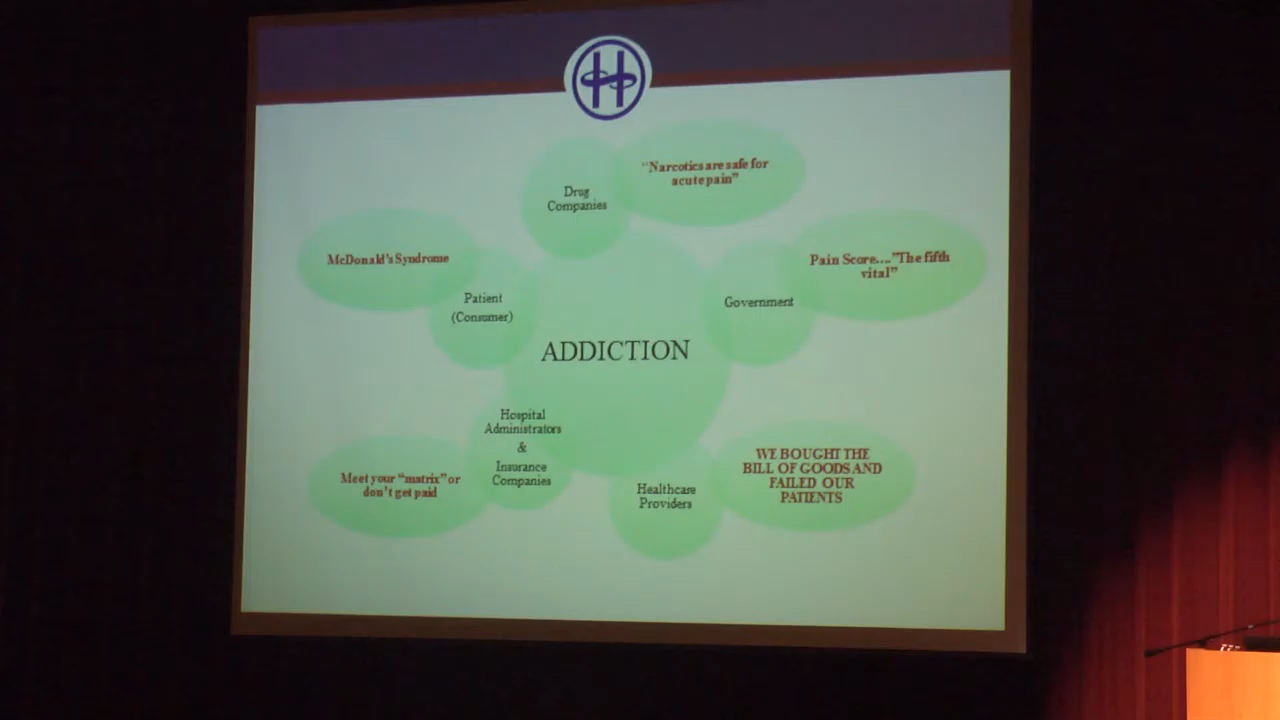 "Narcotics are safe for
acute pain"
Drug
Companies
McDonald's Syndrome
Pain Score...."The fifth
vital"
Patient
(Consumer)
Government
ADDICTION
Hospital
Administrators
&
Insurance
Companies
Meet your "matrix" or
don't get paid
Healthcare
Providers
WE BOUGHT THE
BILL OF GOODS AND
FAILED OUR
PATIENTS